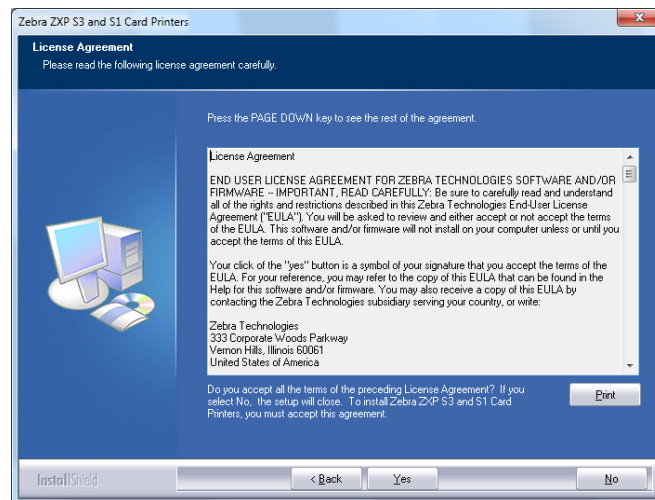 Zebra ZXP S3 and S1 Card Printers
License Agreement
Please read the following license agreement carefully.
Press the PAGE DOWN key to see the rest of the agreement.
License Agreement
END USER LICENSE AGREEMENT FOR ZEBRA TECHNOLOGIES SOFTWARE AND/OR
FIRMWARE -- IMPORTANT, READ CAREFULLY: Be sure to carefully read and understand
all of the rights and restrictions described in this Zebra Technologies End-User License
Agreement ("EULA"). You will be asked to review and either accept or not accept the terms
of the EULA. This software and/or firmware will not install on your computer unless or until you
accept the terms of this EULA.
Your click of the "yes" button is a symbol of your signature that you accept the terms of the
EULA. For your reference, you may refer to the copy of this EULA that can be found in the
Help for this software and/or firmware. You may also receive a copy of this EULA by
contacting the Zebra Technologies subsidiary serving your country, or write:
Zebra Technologies
333 Corporate Woods Parkway
Vernon Hills, Illinois 60061
United States of America
Do you accept all the terms of the preceding License Agreement? If you
select No, the setup will close. To install Zebra ZXP S3 and S1 Card
Printers, you must accept this agreement.
Print
InstallShield
< Back
Yes
No